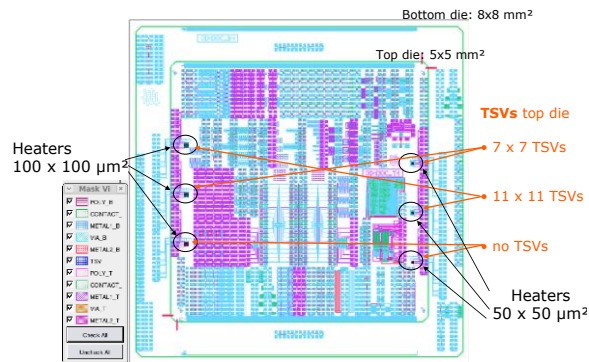 Bottom die: 8x8 mm²
Top die: 5x5 mm²
TSVs top die
7 x 7 TSVs
11 x 11 TSVs
no TSVs
Heaters
100 x 100 µm²
Heaters
50 x 50 µm²
Mask Vi
POLY_B
CONTACT_
METAL1_B
VIA_B
METAL2_B
TSV
POLY_T
CONTACT_
METAL1_T
VIA_T
METAL2_T
Check All
Uncheck All